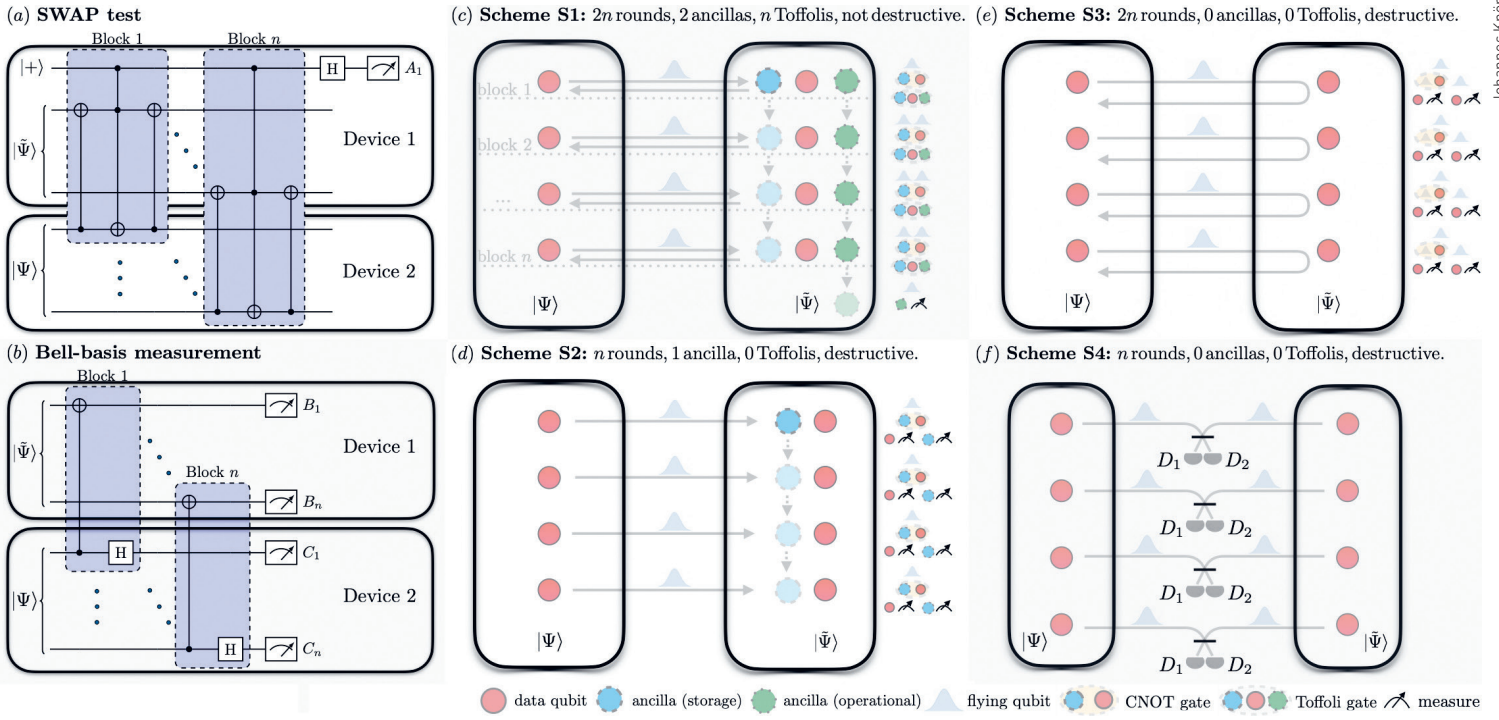 (a) SWAP test
Block 1
Block n
|+⟩
H
A₁
|Ψ̃⟩
Device 1
|Ψ⟩
Device 2
(b) Bell-basis measurement
Block 1
B₁
|Ψ̃⟩
Device 1
Block n
Bₙ
H
C₁
|Ψ⟩
Device 2
H
Cₙ
(c) Scheme S1: 2n rounds, 2 ancillas, n Toffolis, not destructive.
block 1
block 2
...
block n
|Ψ⟩
|Ψ̃⟩
(d) Scheme S2: n rounds, 1 ancilla, 0 Toffolis, destructive.
|Ψ⟩
|Ψ̃⟩
(e) Scheme S3: 2n rounds, 0 ancillas, 0 Toffolis, destructive.
|Ψ⟩
|Ψ̃⟩
(f) Scheme S4: n rounds, 0 ancillas, 0 Toffolis, destructive.
D₁ D₂
D₁ D₂
D₁ D₂
|Ψ⟩
|Ψ̃⟩
D₁ D₂
data qubit ancilla (storage) ancilla (operational) flying qubit CNOT gate Toffoli gate measure
Johannes